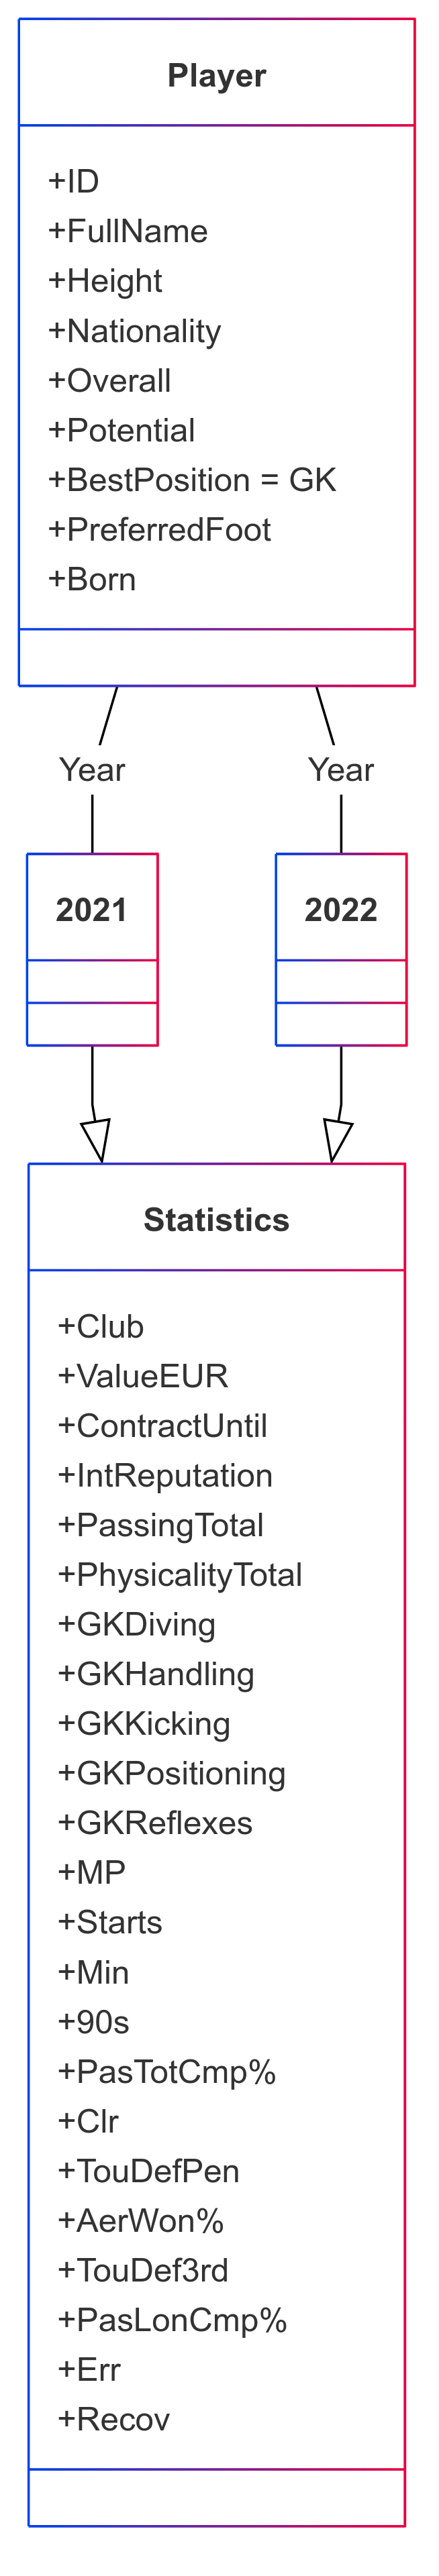 Player
+ID
+FullName
+Height
+Nationality
+Overall
+Potential
+BestPosition = GK
+PreferredFoot
+Born
Year
Year
2021
2022
Statistics
+Club
+ValueEUR
+ContractUntil
+IntReputation
+PassingTotal
+PhysicalityTotal
+GKDiving
+GKHandling
+GKKicking
+GKPositioning
+GKReflexes
+MP
+Starts
+Min
+90s
+PasTotCmp%
+Clr
+TouDefPen
+AerWon%
+TouDef3rd
+PasLonCmp%
+Err
+Recov